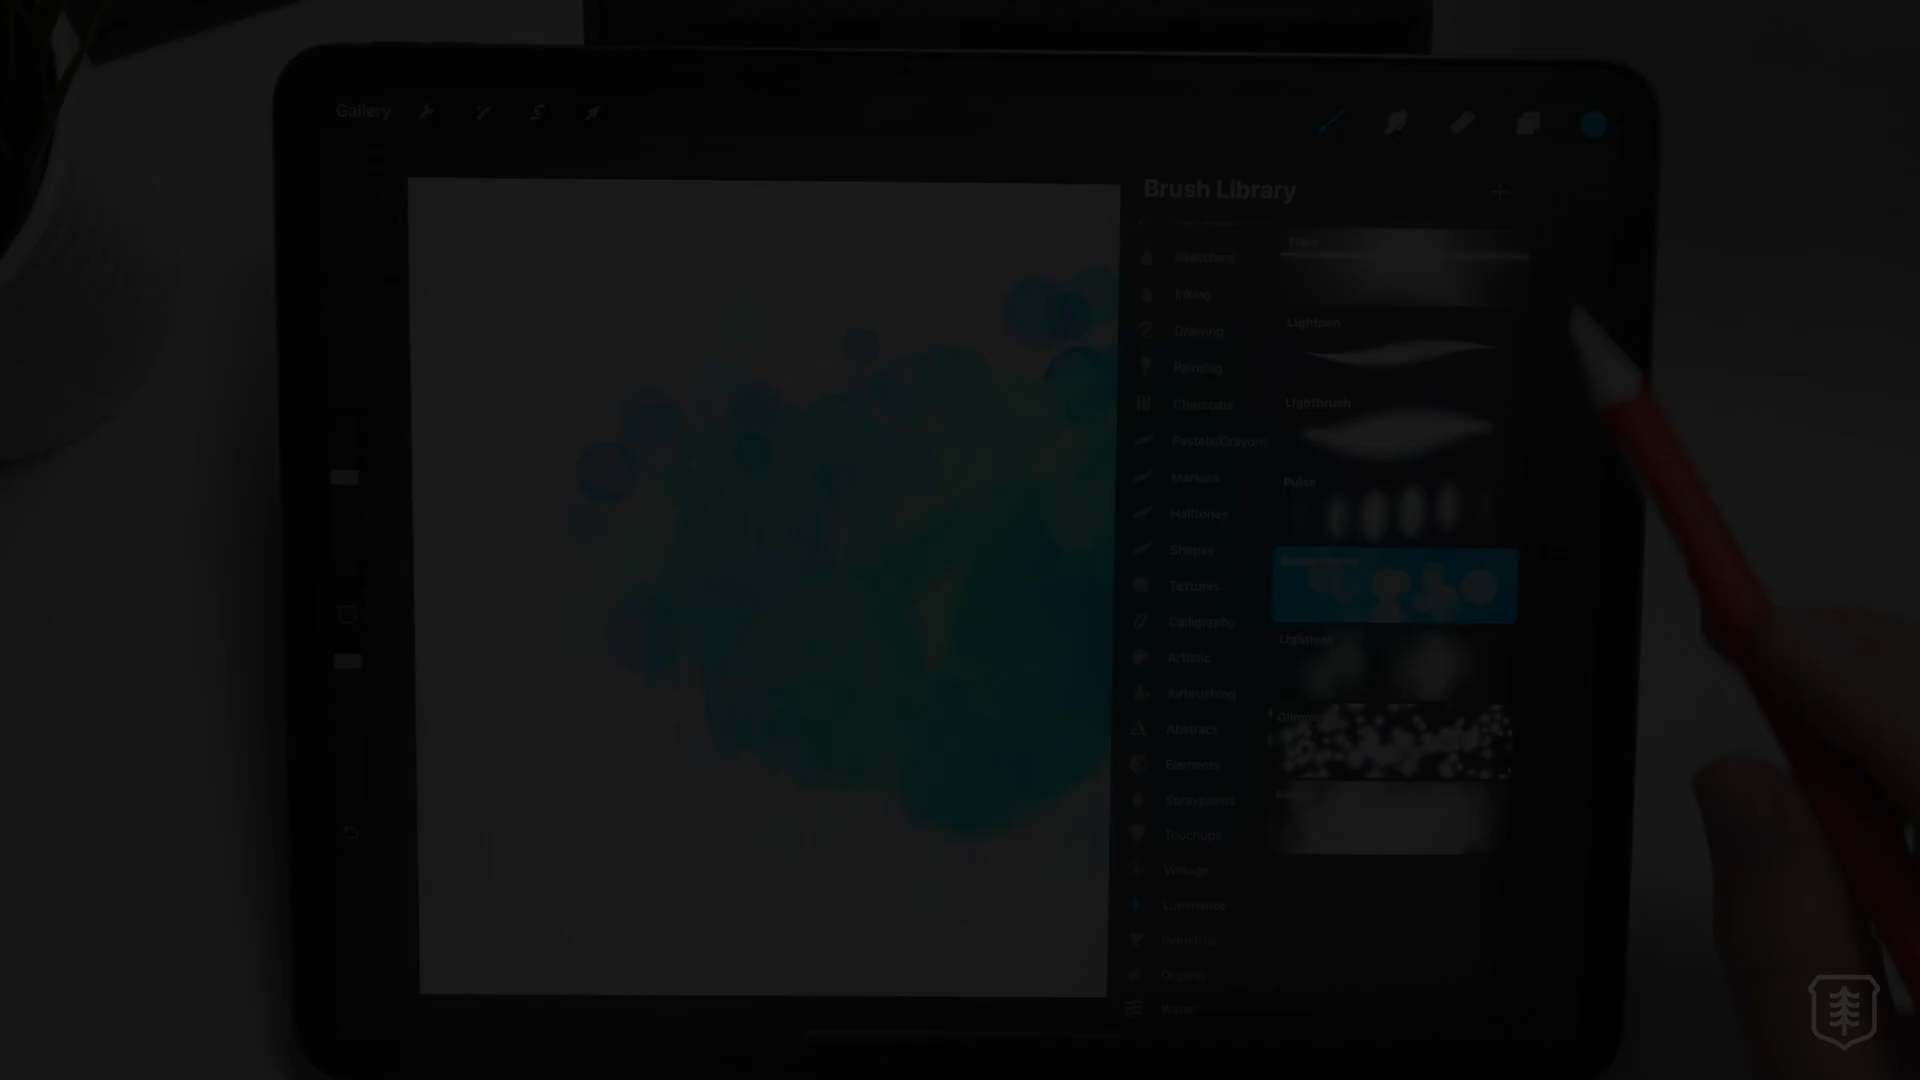 Gallery
Brush Library
Sketching
Inking
Drawing
Painting
Charcoals
Pastels/Crayons
Markers
Halftones
Shapes
Textures
Calligraphy
Artistic
Airbrushing
Abstract
Elements
Spraypaints
Touchups
Vintage
Luminance
Industrial
Organic
Water
Flare
Lightpen
Lightbrush
Pulse